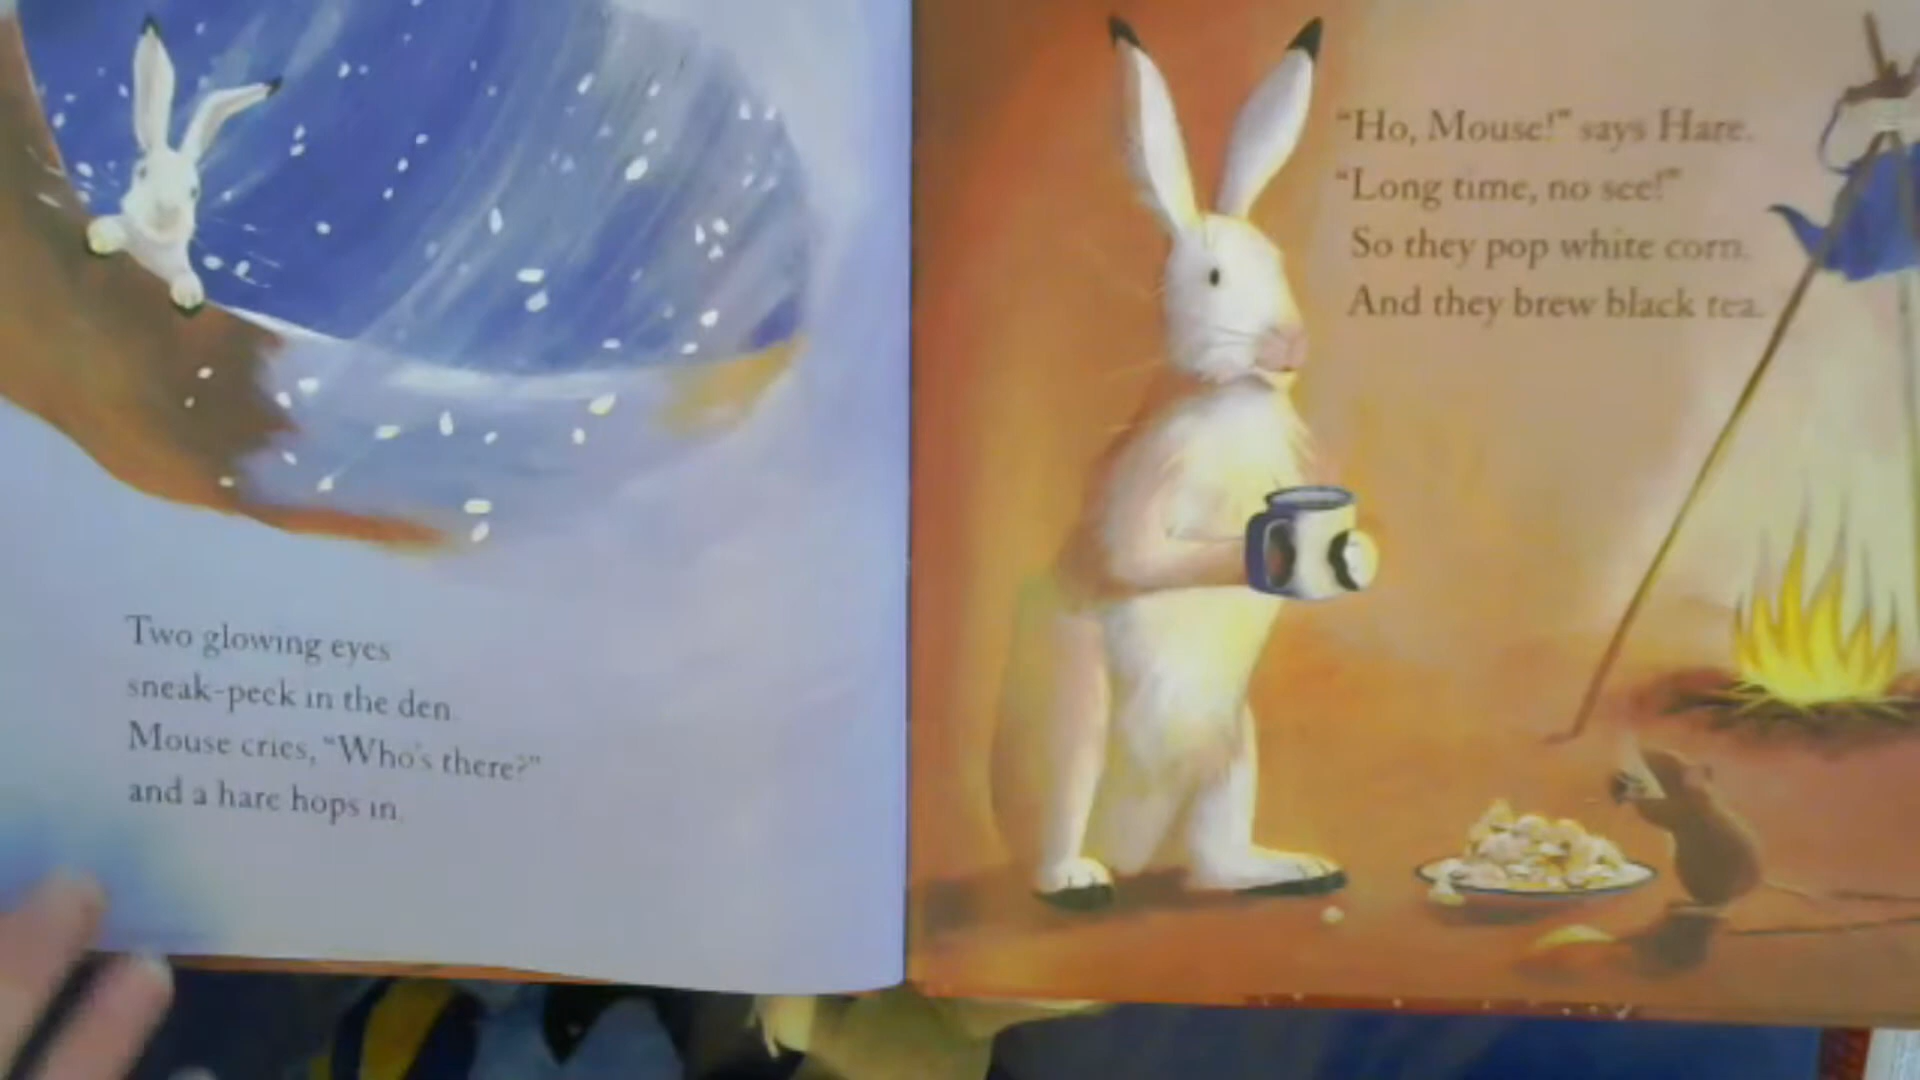 Two glowing eyes
sneak-peek in the den.
Mouse cries, “Who's there?”
and a hare hops in.
“Ho, Mouse!” says Hare.
“Long time, no see!”
So they pop white corn.
And they brew black tea.